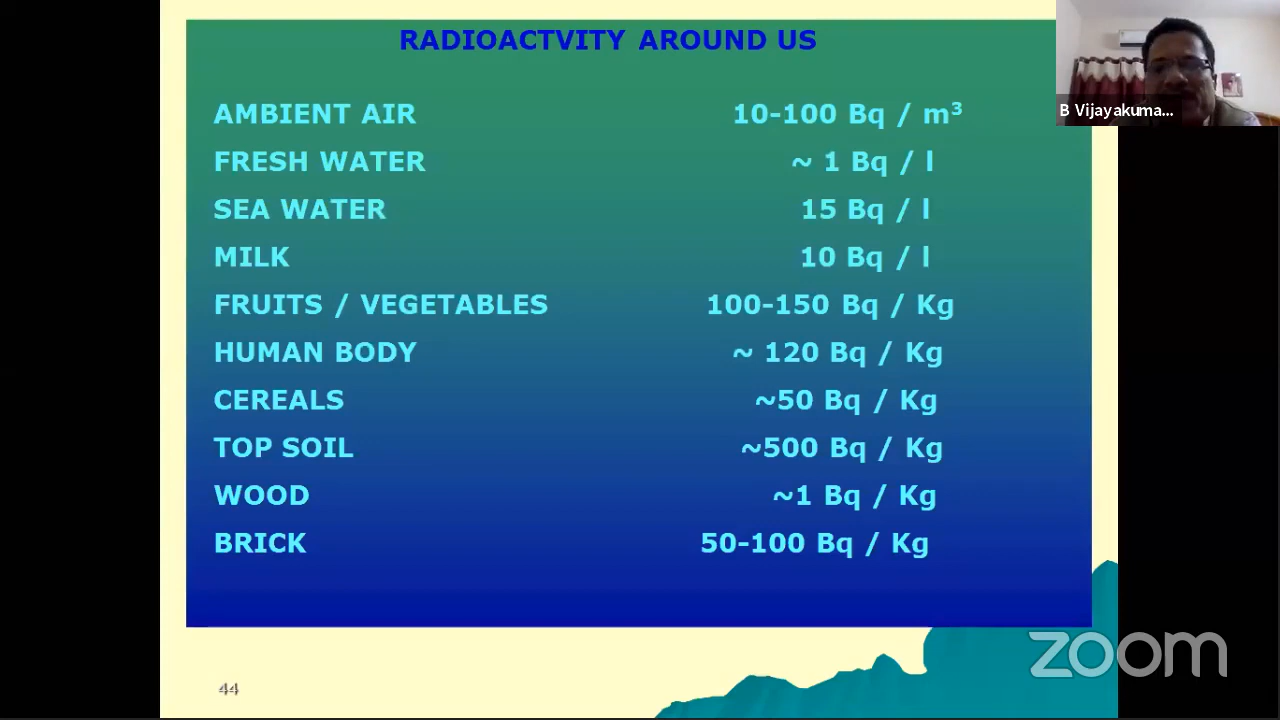 RADIOACTVITY AROUND US
AMBIENT AIR 10-100 Bq / m³
FRESH WATER ~ 1 Bq / l
SEA WATER 15 Bq / l
MILK 10 Bq / l
FRUITS / VEGETABLES 100-150 Bq / Kg
HUMAN BODY ~ 120 Bq / Kg
CEREALS ~50 Bq / Kg
TOP SOIL ~500 Bq / Kg
WOOD ~1 Bq / Kg
BRICK 50-100 Bq / Kg
44
B Vijayakuma...
zoom